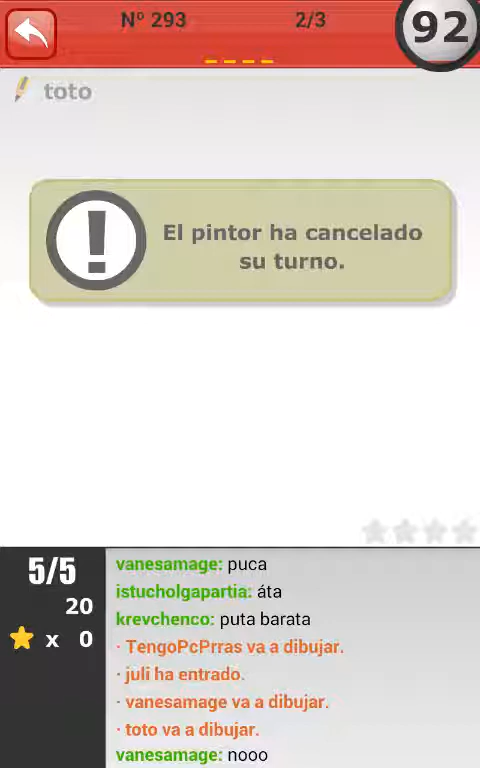 Nº 293
2/3
92
_ _ _ _
toto
El pintor ha cancelado
su turno.
5/5
20
x 0
vanesamage: puca
istucholgapartia: áta
krevchenco: puta barata
· TengoPcPrras va a dibujar.
· juli ha entrado.
· vanesamage va a dibujar.
· toto va a dibujar.
vanesamage: nooo